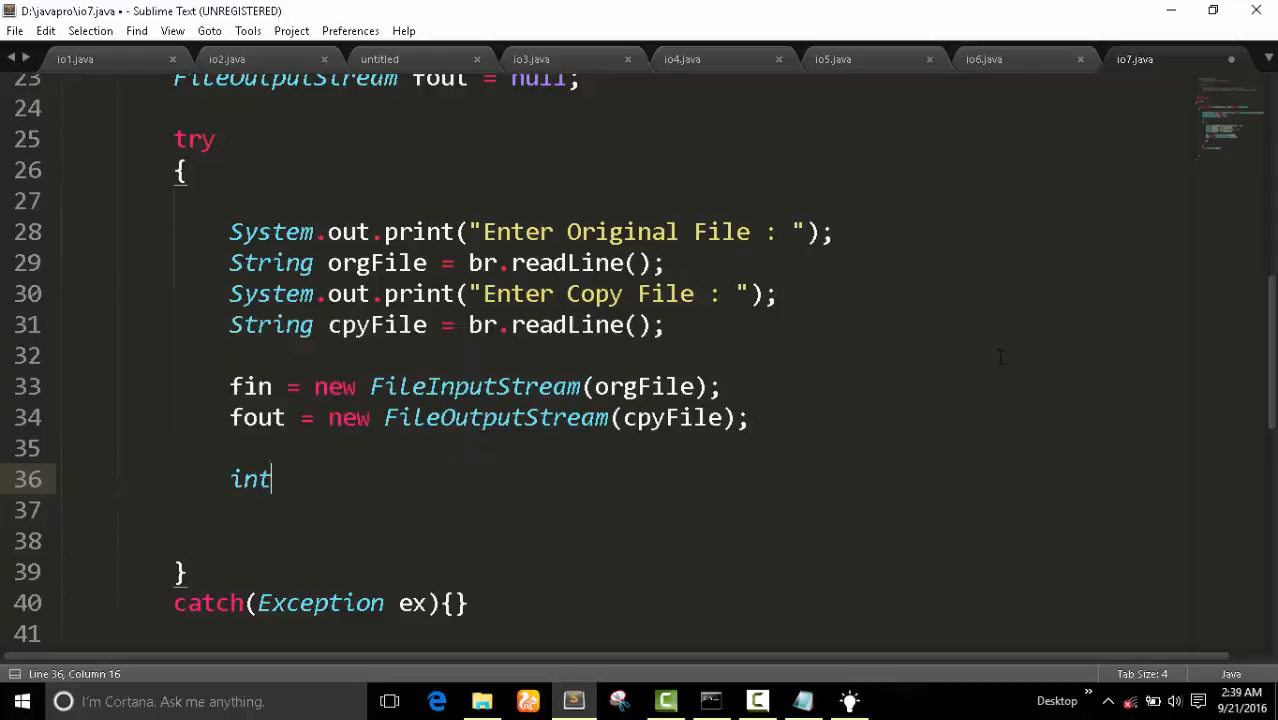 D:\javapro\io7.java • - Sublime Text (UNREGISTERED)
File Edit Selection Find View Goto Tools Project Preferences Help
io1.java io2.java untitled io3.java io4.java io5.java io6.java io7.java
23 FileOutputStream fout = null;
24
25 try
26 {
27
28 System.out.print("Enter Original File : ");
29 String orgFile = br.readLine();
30 System.out.print("Enter Copy File : ");
31 String cpyFile = br.readLine();
32
33 fin = new FileInputStream(orgFile);
34 fout = new FileOutputStream(cpyFile);
35
36 int
37
38
39 }
40 catch(Exception ex){}
41
Line 36, Column 16 Tab Size: 4 Java
I'm Cortana. Ask me anything. Desktop 2:39 AM
9/21/2016